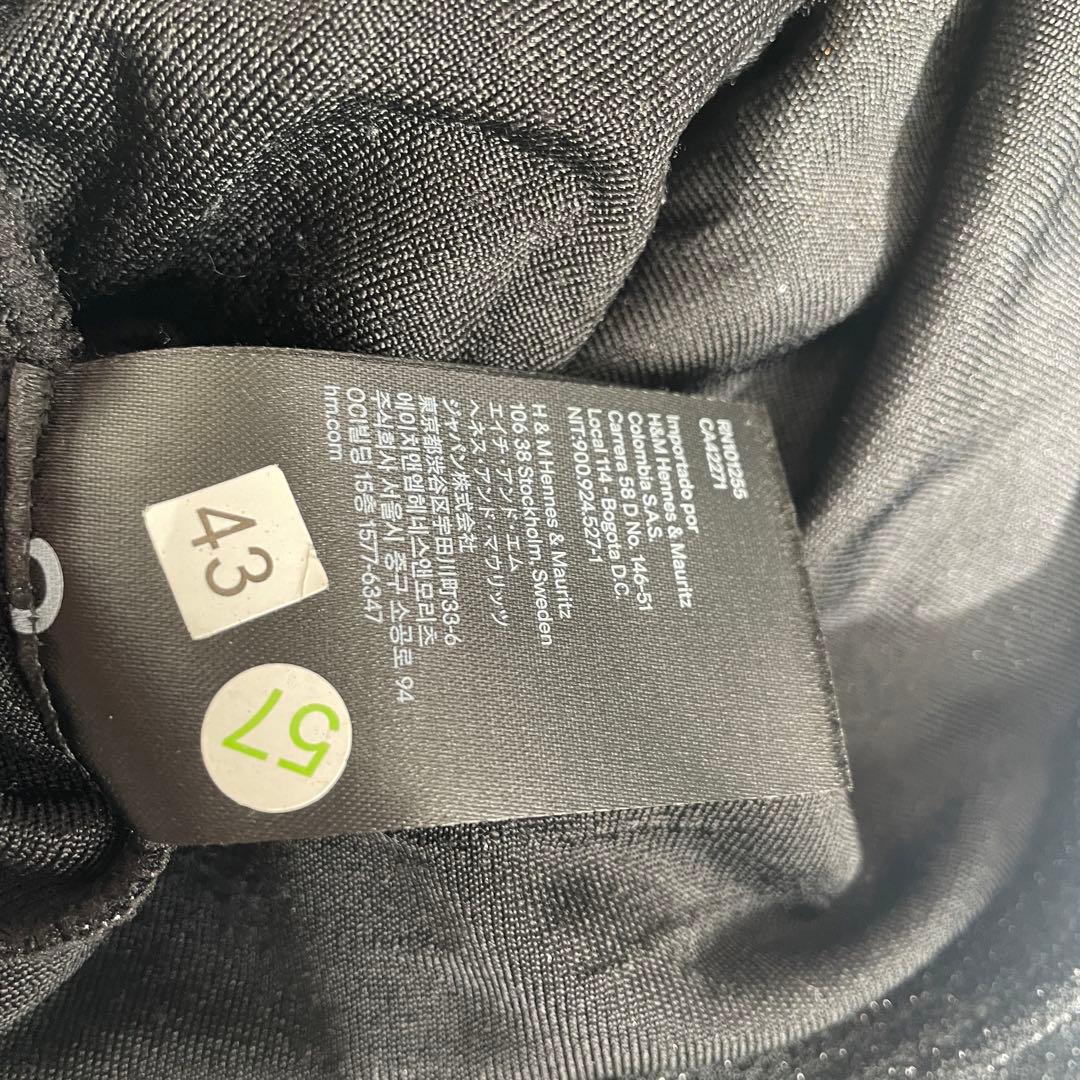 RN101255
CA42271
Importado por
H&M Hennes & Mauritz
Colombia S.A.S.
Carrera 58 D No. 146-51
Local 114 - Bogota D.C.
NIT: 900.924.527-1
H & M Hennes & Mauritz
106 38 Stockholm, Sweden
エイチ アンド・エム
ヘネス アンド・マウリッツ
ジャパン株式会社
東京都渋谷区宇田川町33-6
에이치앤엠헤네스앤모리츠
주식회사 서울시 중구 소공로 94
OCI빌딩 15층 1577-6347
hm.com
43
57